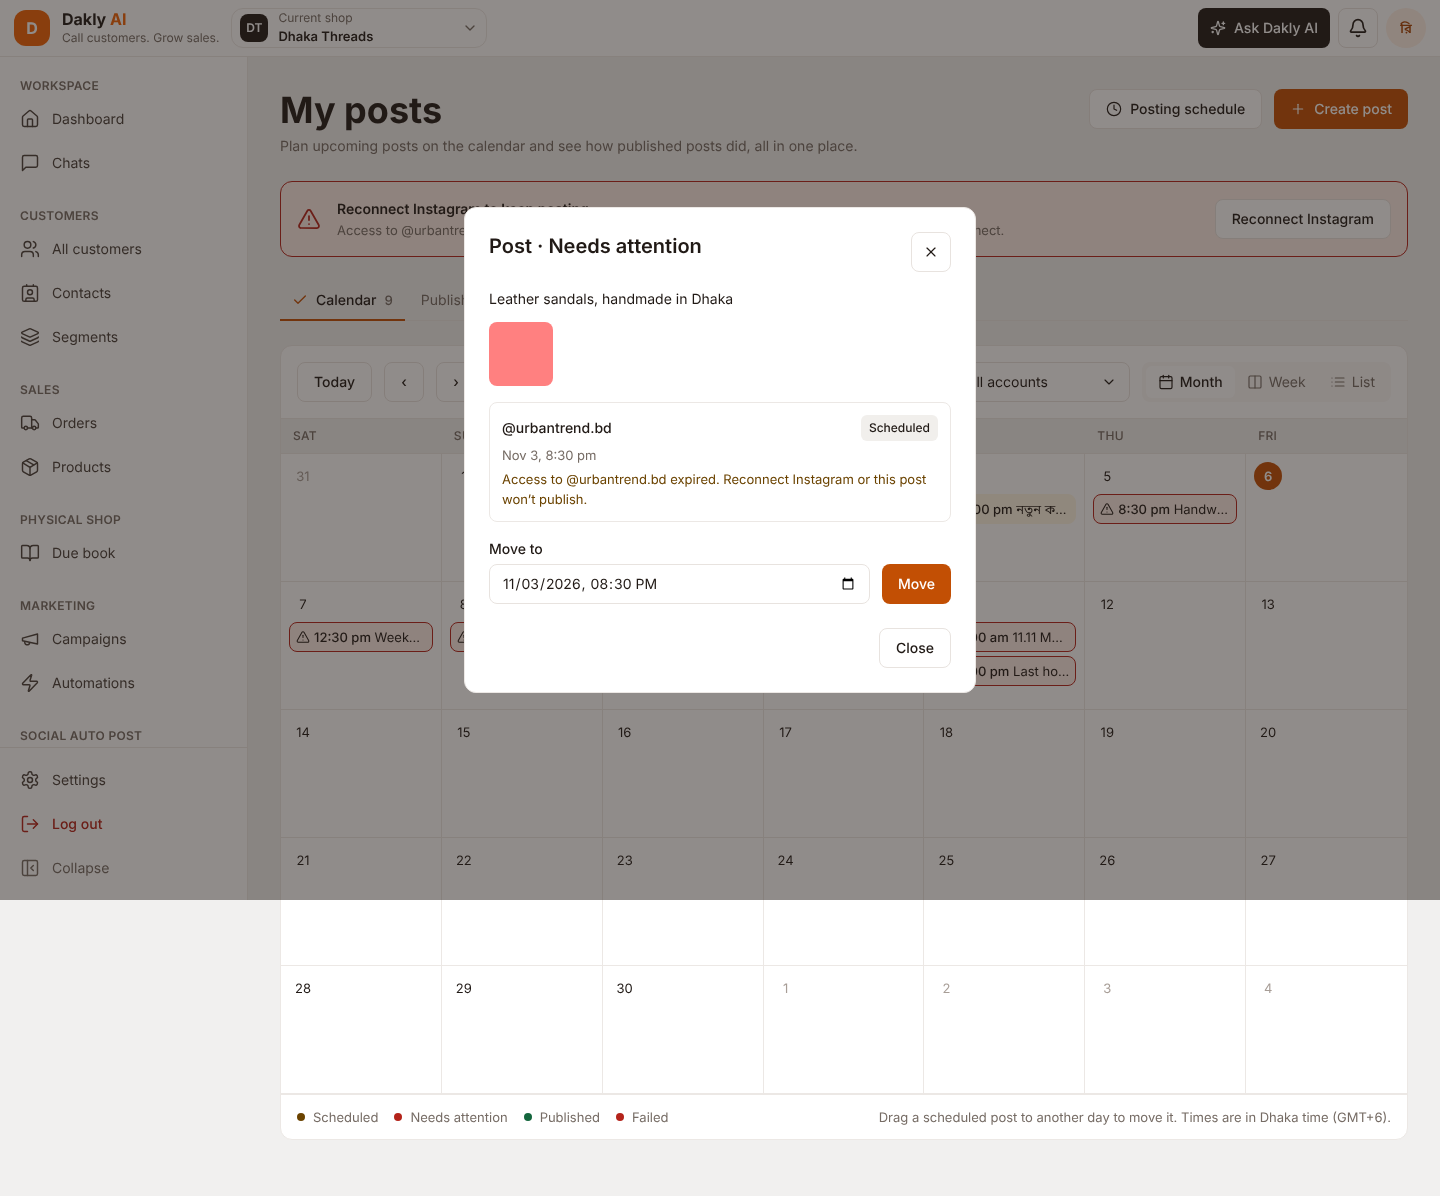 D
Dakly AI
Call customers. Grow sales.
DT
Current shop
Dhaka Threads
Ask Dakly AI
রি
WORKSPACE
Dashboard
Chats
CUSTOMERS
All customers
Contacts
Segments
SALES
Orders
Products
PHYSICAL SHOP
Due book
MARKETING
Campaigns
Automations
SOCIAL AUTO POST
Settings
Log out
Collapse
My posts
Plan upcoming posts on the calendar and see how published posts did, all in one place.
Posting schedule
Create post
Reconnect Instagram to keep posting
Access to @urbantre
nect.
Reconnect Instagram
Calendar 9
Publish
Today
‹
›
ll accounts
Month
Week
List
SAT
THU
FRI
31
5
6
00 pm নতুন ক...
8:30 pm Handw...
7
12
13
12:30 pm Week...
00 am 11.11 M...
00 pm Last ho...
14
15
16
17
18
19
20
21
22
23
24
25
26
27
28
29
30
1
2
3
4
Scheduled
Needs attention
Published
Failed
Drag a scheduled post to another day to move it. Times are in Dhaka time (GMT+6).
Post · Needs attention
Leather sandals, handmade in Dhaka
@urbantrend.bd
Scheduled
Nov 3, 8:30 pm
Access to @urbantrend.bd expired. Reconnect Instagram or this post
won't publish.
Move to
11/03/2026, 08:30 PM
Move
Close